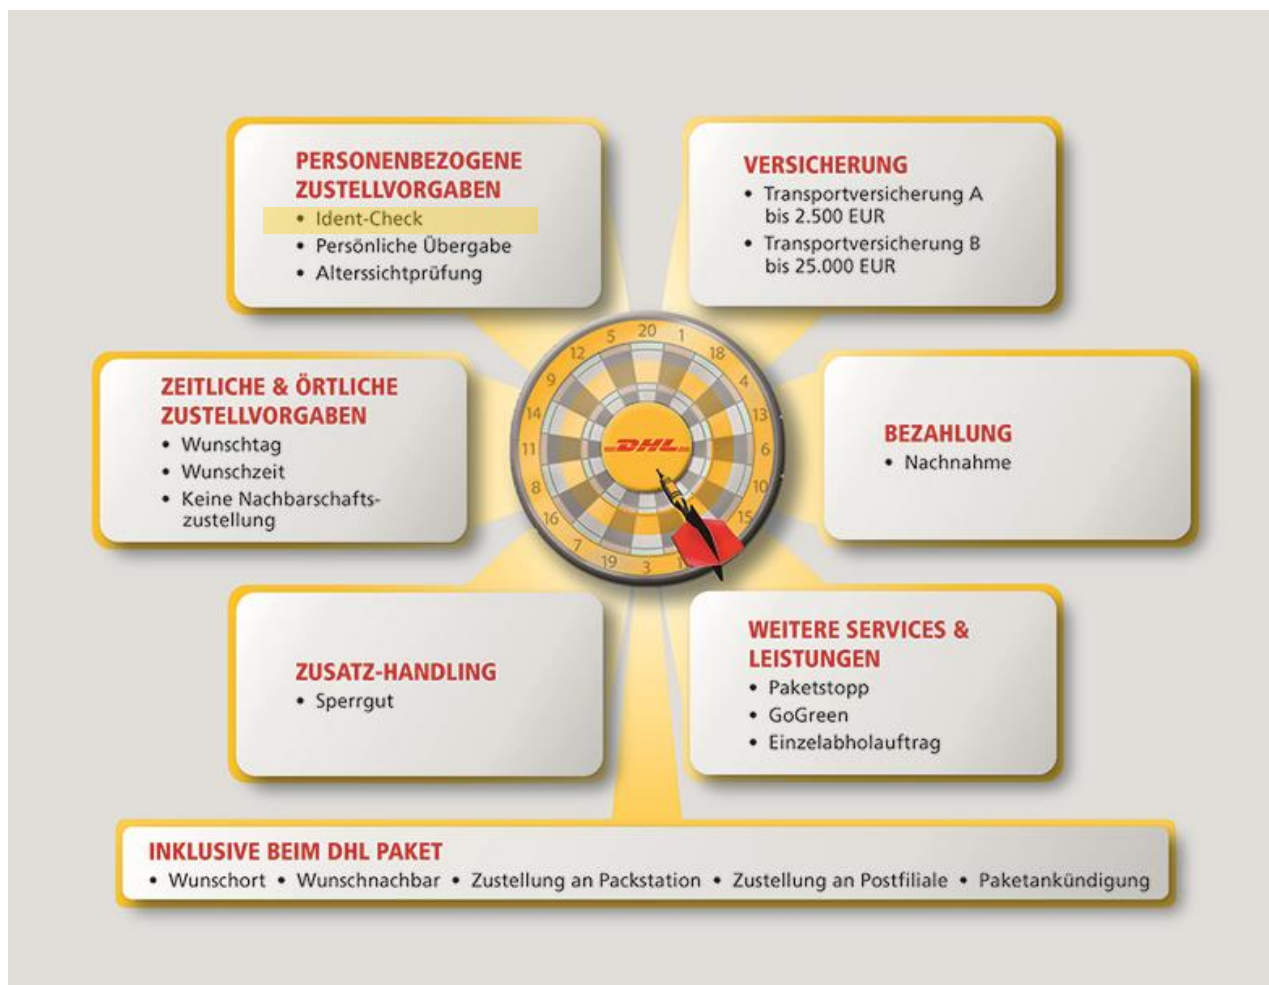 PERSONENBEZOGENE
ZUSTELLVORGABEN
• Ident-Check
• Persönliche Übergabe
• Alterssichtprüfung
VERSICHERUNG
• Transportversicherung A
bis 2.500 EUR
• Transportversicherung B
bis 25.000 EUR
ZEITLICHE & ÖRTLICHE
ZUSTELLVORGABEN
• Wunschtag
• Wunschzeit
• Keine Nachbarschafts-
zustellung
20 1 18 4 13 6 10 15
3 19 7 16 8 11 14 9 12 5
DHL
BEZAHLUNG
• Nachnahme
ZUSATZ-HANDLING
• Sperrgut
WEITERE SERVICES &
LEISTUNGEN
• Paketstopp
• GoGreen
• Einzelabholauftrag
INKLUSIVE BEIM DHL PAKET
• Wunschort • Wunschnachbar • Zustellung an Packstation • Zustellung an Postfiliale • Paketankündigung